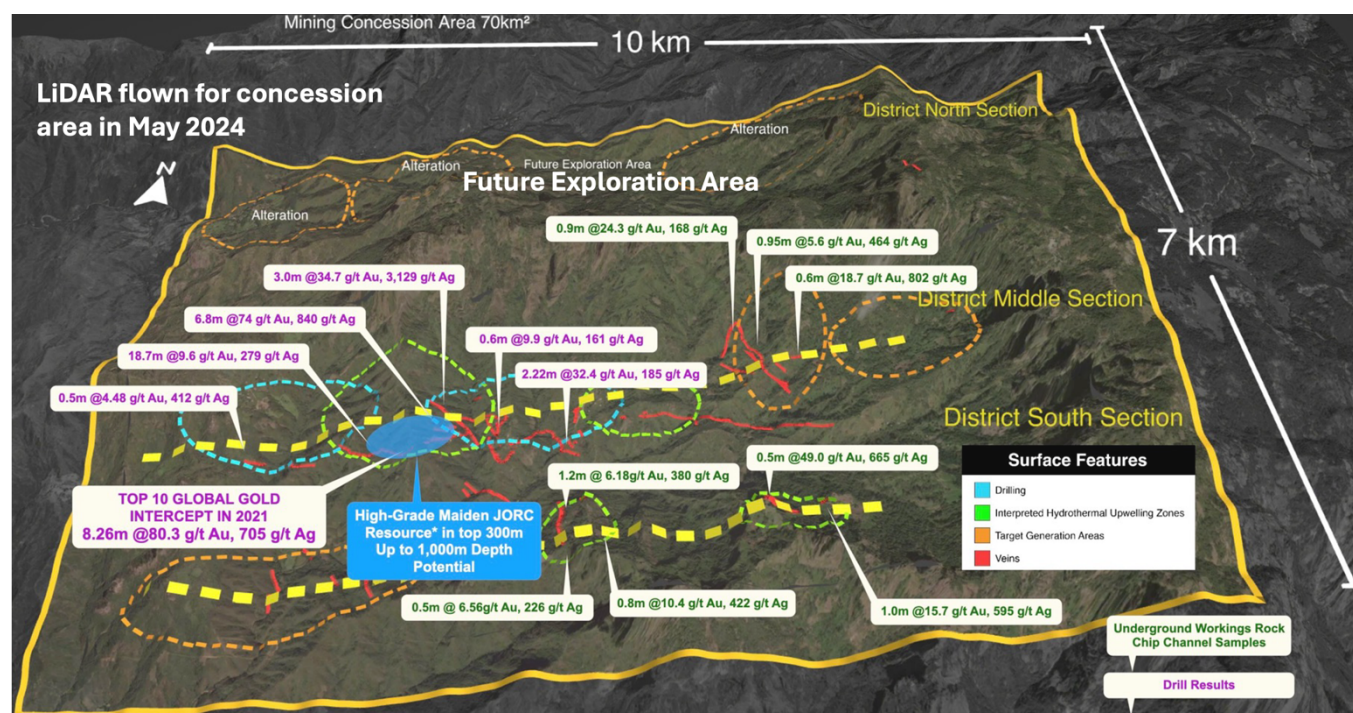 Mining Concession Area 70km²
10 km
LiDAR flown for concession
area in May 2024
N
7 km
District North Section
Alteration
Alteration
Future Exploration Area
Future Exploration Area
Alteration
0.9m @24.3 g/t Au, 168 g/t Ag
0.95m @5.6 g/t Au, 464 g/t Ag
0.6m @18.7 g/t Au, 802 g/t Ag
3.0m @34.7 g/t Au, 3,129 g/t Ag
District Middle Section
6.8m @74 g/t Au, 840 g/t Ag
0.6m @9.9 g/t Au, 161 g/t Ag
18.7m @9.6 g/t Au, 279 g/t Ag
2.22m @32.4 g/t Au, 185 g/t Ag
0.5m @4.48 g/t Au, 412 g/t Ag
District South Section
0.5m @49.0 g/t Au, 665 g/t Ag
1.2m @ 6.18g/t Au, 380 g/t Ag
TOP 10 GLOBAL GOLD
INTERCEPT IN 2021
8.26m @80.3 g/t Au, 705 g/t Ag
High-Grade Maiden JORC
Resource* in top 300m
Up to 1,000m Depth
Potential
Surface Features
Drilling
Interpreted Hydrothermal Upwelling Zones
Target Generation Areas
Veins
0.5m @ 6.56g/t Au, 226 g/t Ag
0.8m @10.4 g/t Au, 422 g/t Ag
1.0m @15.7 g/t Au, 595 g/t Ag
Underground Workings Rock
Chip Channel Samples
Drill Results